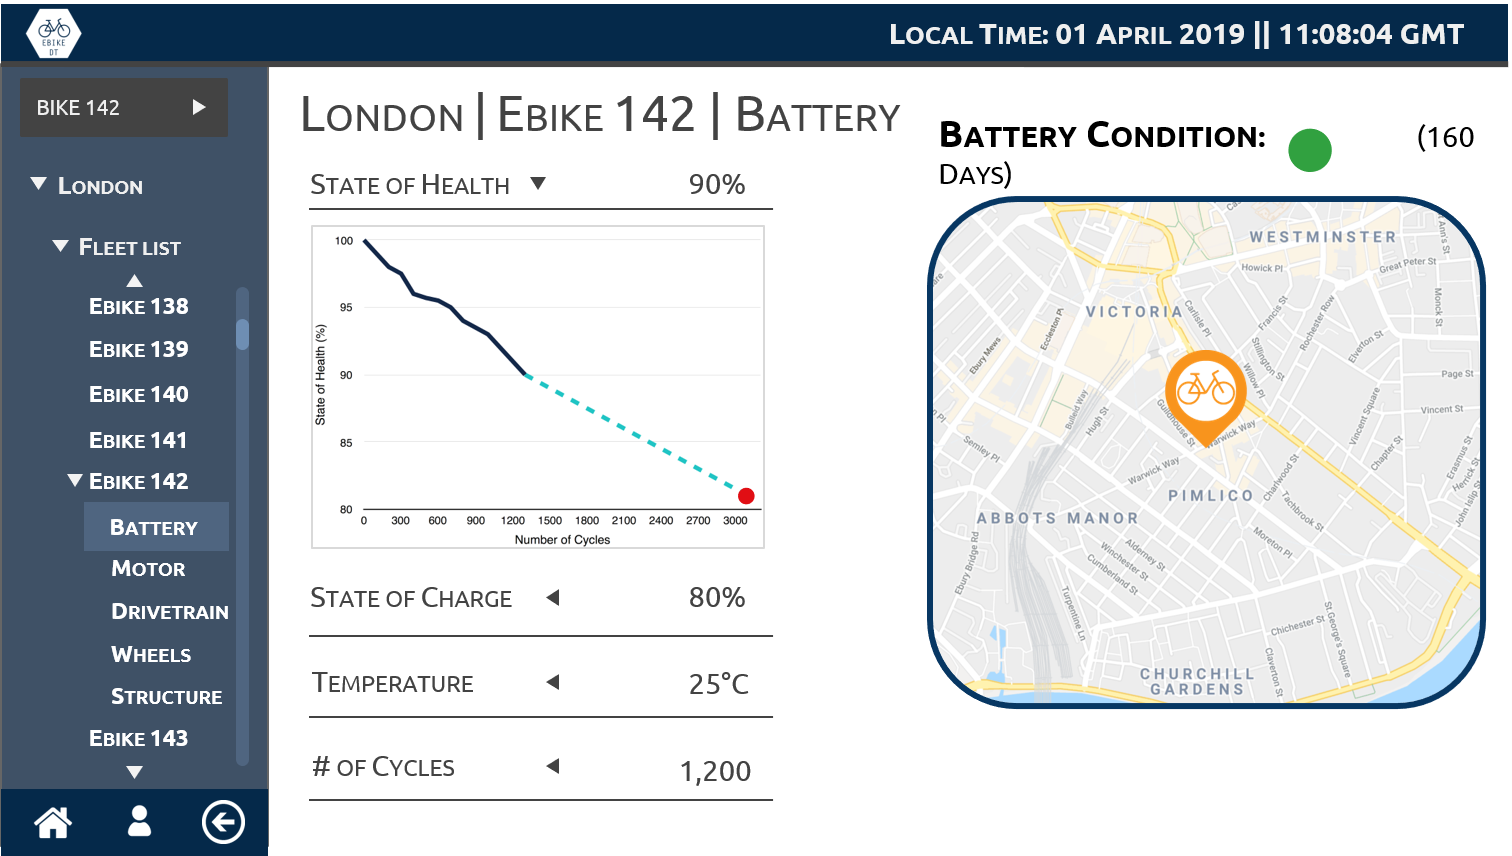 EBIKE
DT
LOCAL TIME: 01 APRIL 2019 || 11:08:04 GMT
BIKE 142
LONDON
FLEET LIST
EBIKE 138
EBIKE 139
EBIKE 140
EBIKE 141
EBIKE 142
BATTERY
MOTOR
DRIVETRAIN
WHEELS
STRUCTURE
EBIKE 143
LONDON | EBIKE 142 | BATTERY
STATE OF HEALTH 90%
State of Health (%)
100
95
90
85
80
0 300 600 900 1200 1500 1800 2100 2400 2700 3000
Number of Cycles
STATE OF CHARGE 80%
TEMPERATURE 25°C
# OF CYCLES 1,200
BATTERY CONDITION: (160
DAYS)
WESTMINSTER
Ann's St
Great Peter St
Howick Pl
VICTORIA
Monck St
Carlisle Pl
Francis St
Rochester Row
Eccleston Pl
Elverton St
Stillington St
Ebury Mews
Willow Pl
Page St
Bulleid Way
Hugh St
Guildhouse St
Vincent Square
Vincent St
Warwick Way
Semley Pl
Chapter St
Erasmus St
Herrick St
John Islip St
Warwick Way
Charlwood St
PIMLICO
Tachbrook St
ABBOTS MANOR
Moreton Pl
Alderney St
Winchester St
Cumberland St
Ebury Bridge Rd
Turpentine Ln
Chichester St
St George's Square
Claverton St
CHURCHILL
GARDENS